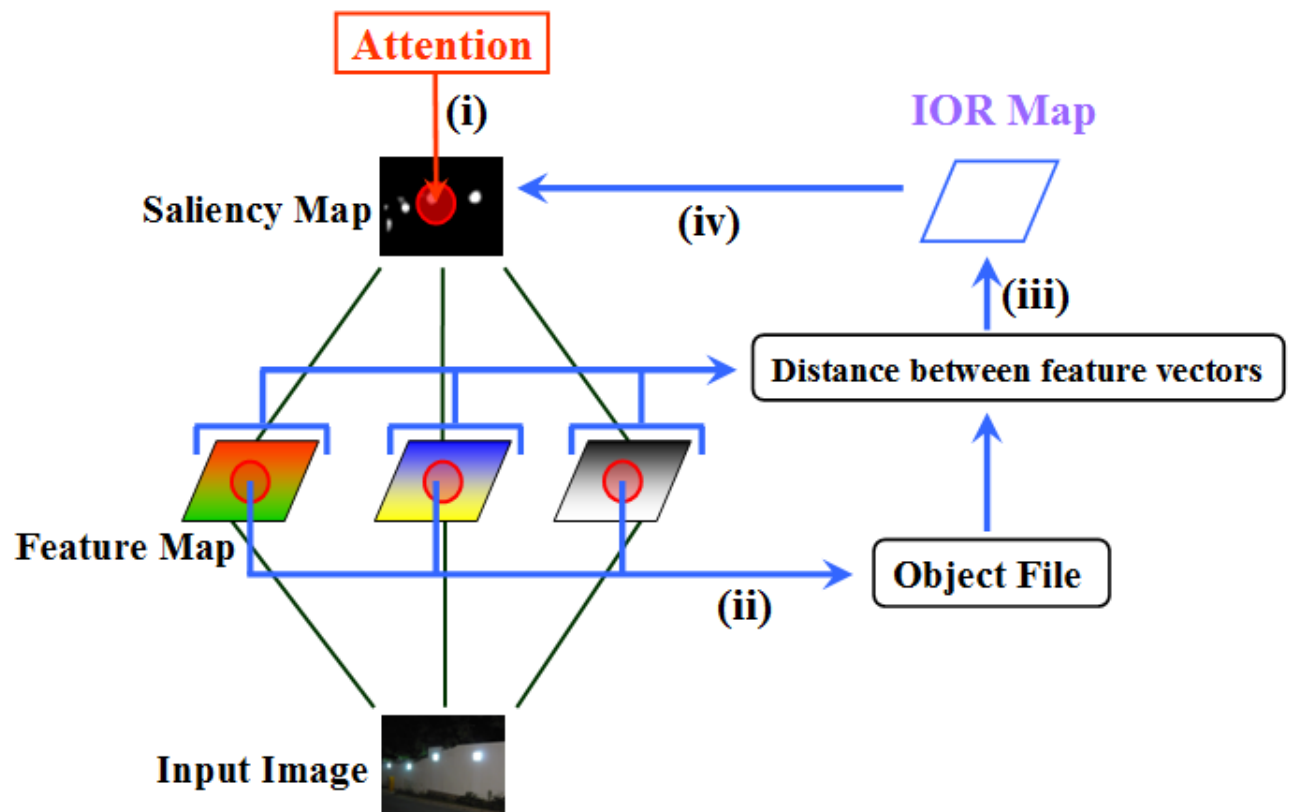 Attention
(i)
IOR Map
Saliency Map
(iv)
(iii)
Distance between feature vectors
Feature Map
Object File
(ii)
Input Image